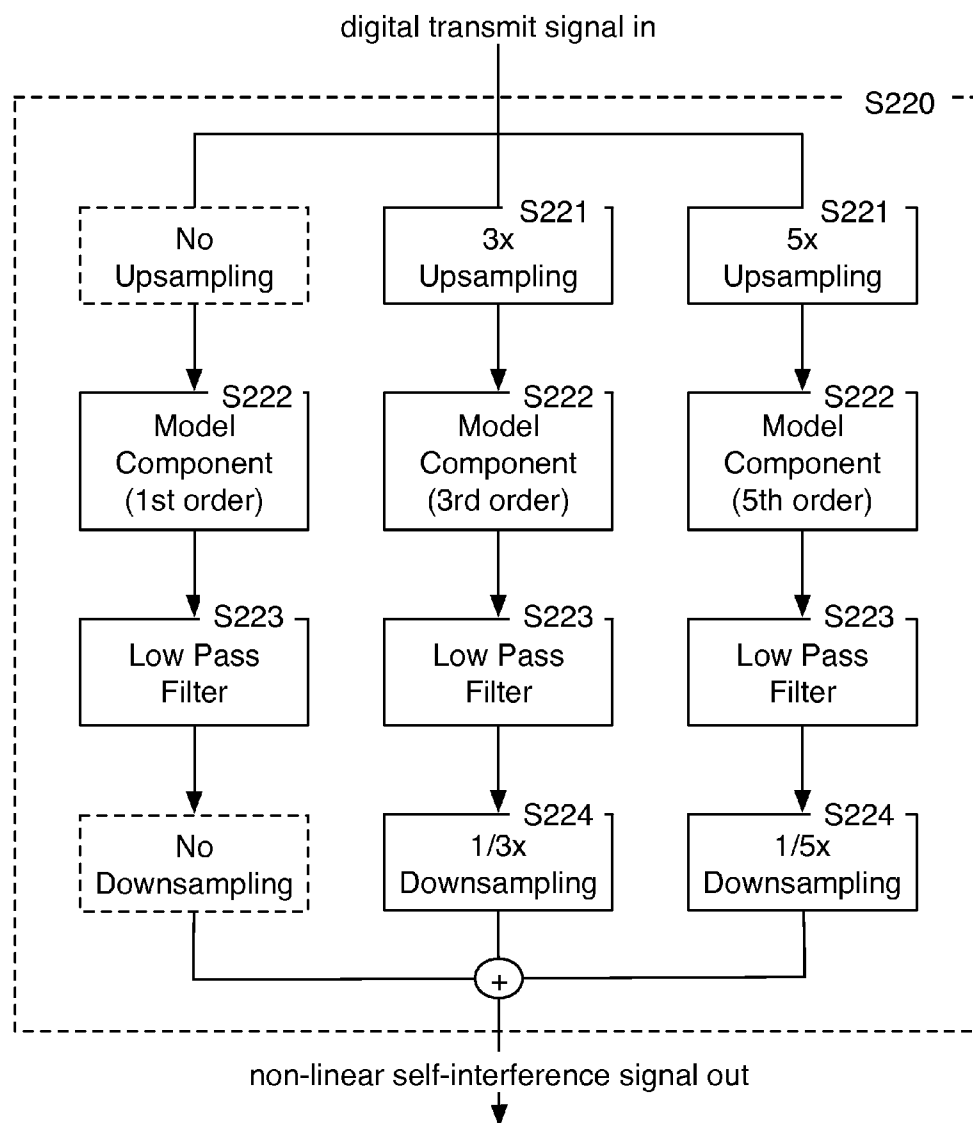 digital transmit signal in
S220
No
Upsampling
S221
3x
Upsampling
S221
5x
Upsampling
S222
Model
Component
(1st order)
S222
Model
Component
(3rd order)
S222
Model
Component
(5th order)
S223
Low Pass
Filter
S223
Low Pass
Filter
S223
Low Pass
Filter
No
Downsampling
S224
1/3x
Downsampling
S224
1/5x
Downsampling
+
non-linear self-interference signal out